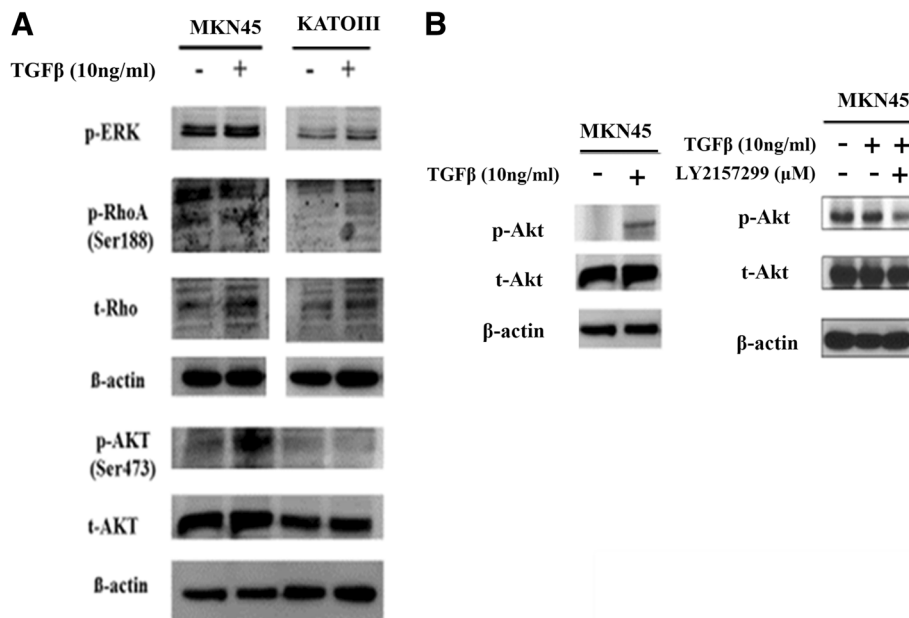 A
MKN45 KATOIII
TGFβ (10ng/ml) - + - +
p-ERK
p-RhoA
(Ser188)
t-Rho
ß-actin
p-AKT
(Ser473)
t-AKT
ß-actin
B
MKN45
TGFβ (10ng/ml) - +
p-Akt
t-Akt
β-actin
MKN45
TGFβ (10ng/ml) - + +
LY2157299 (μM) - - +
p-Akt
t-Akt
β-actin